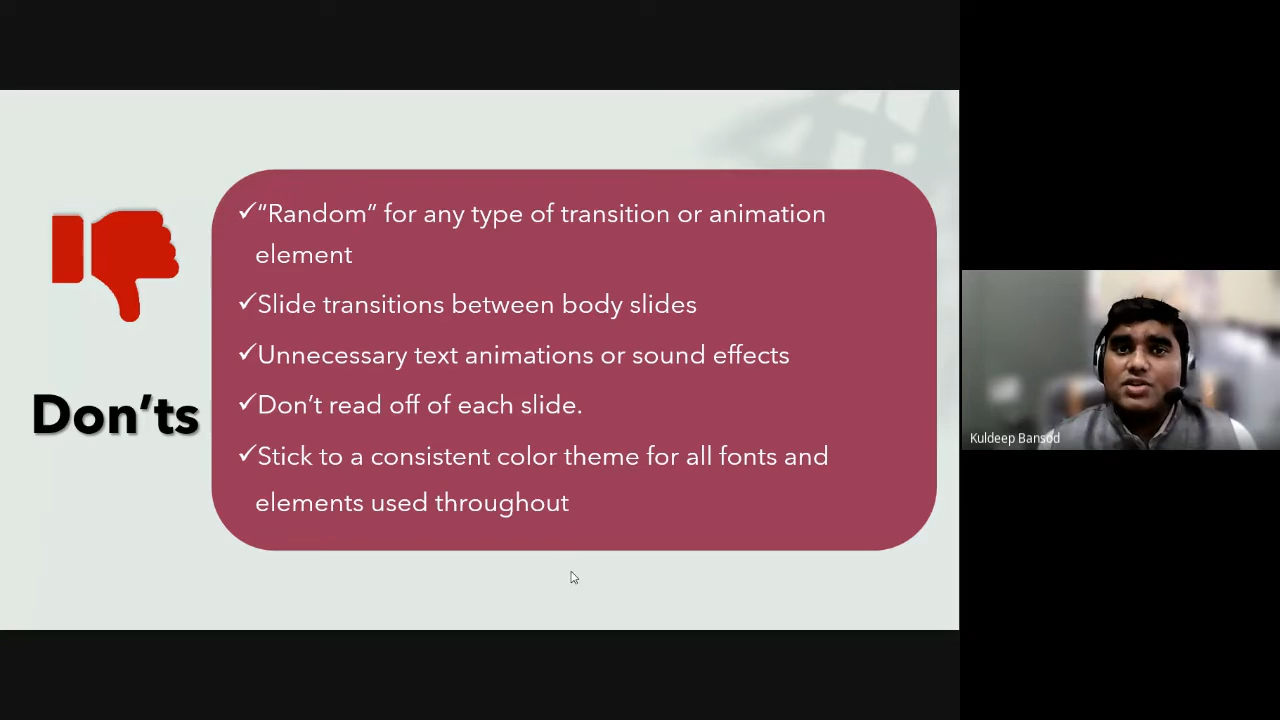 “Random” for any type of transition or animation
element
Slide transitions between body slides
Unnecessary text animations or sound effects
Don’t read off of each slide.
Stick to a consistent color theme for all fonts and
elements used throughout
Don’ts
Kuldeep Bansod